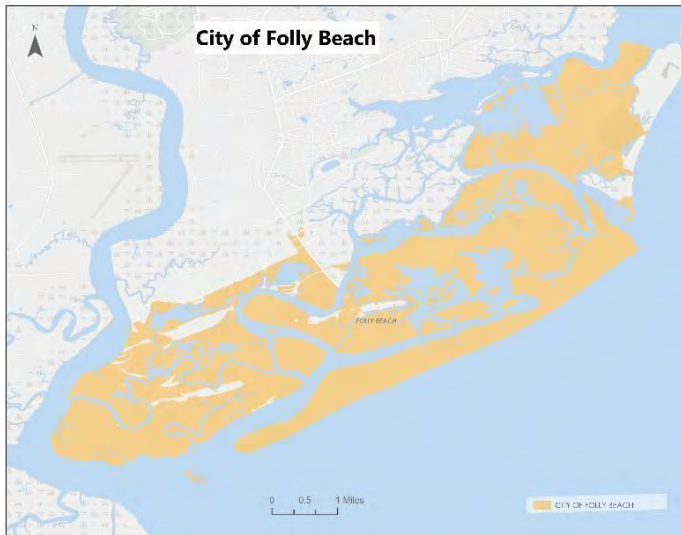 City of Folly Beach
N
FOLLY BEACH
0 0.5 1 Miles
CITY OF FOLLY BEACH